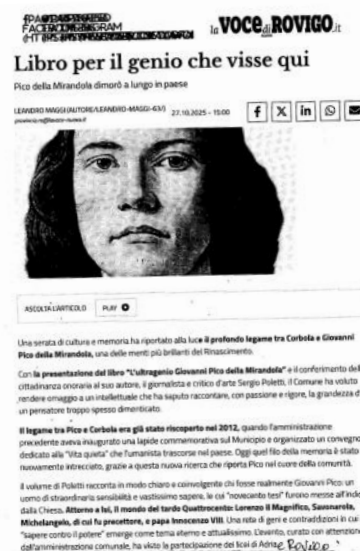 la VOCE di ROVIGO.it
Libro per il genio che visse qui
Pico della Mirandola dimorò a lungo in paese
LEANDRO MAGGI (AUTORE/LEANDRO-MAGGI-63/)
27.10.2025 - 15:00
ASCOLTA L'ARTICOLO PLAY
Una serata di cultura e memoria ha riportato alla luce il profondo legame tra Corbola e Giovanni
Pico della Mirandola, una delle menti più brillanti del Rinascimento.
Con la presentazione del libro "L'ultragenio Giovanni Pico della Mirandola" e il conferimento della
cittadinanza onoraria al suo autore, il giornalista e critico d'arte Sergio Poletti, il Comune ha voluto
rendere omaggio a un intellettuale che ha saputo raccontare, con passione e rigore, la grandezza di
un pensatore troppo spesso dimenticato.
Il legame tra Pico e Corbola era già stato riscoperto nel 2012, quando l'amministrazione
precedente aveva inaugurato una lapide commemorativa sul Municipio e organizzato un convegno
dedicato alla "Vita quieta" che l'umanista trascorse nel paese. Oggi quel filo della memoria è stato
nuovamente intrecciato, grazie a questa nuova ricerca che riporta Pico nel cuore della comunità.
Il volume di Poletti racconta in modo chiaro e coinvolgente chi fosse realmente Giovanni Pico: un
uomo di straordinaria sensibilità e vastissimo sapere, le cui "novecento tesi" furono messe all'indice
dalla Chiesa. Attorno a lui, il mondo del tardo Quattrocento: Lorenzo il Magnifico, Savonarola,
Michelangelo, di cui fu precettore, e papa Innocenzo VIII. Una rete di geni e contraddizioni in cui il
"sapere contro il potere" emerge come tema eterno e attualissimo. L'evento, curato con attenzione
dall'amministrazione comunale, ha visto la partecipazione dei licei di Adria e Rovigo